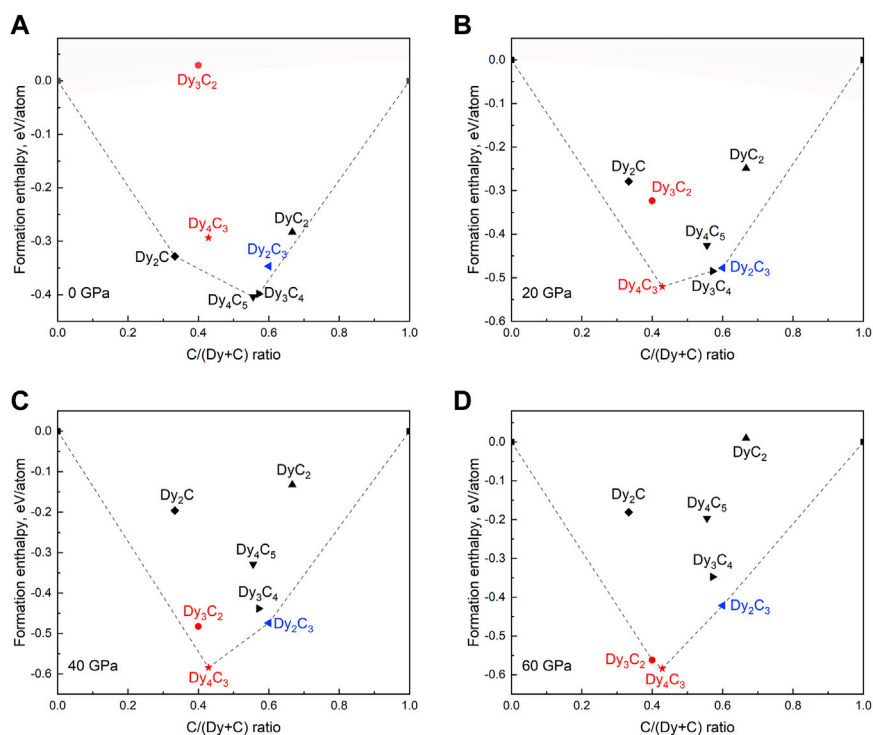 A
Formation enthalpy, eV/atom
0.0
-0.1
-0.2
-0.3
-0.4
Dy3C2
Dy4C3
DyC2
Dy2C
Dy2C3
Dy4C5
Dy3C4
0 GPa
0.0 0.2 0.4 0.6 0.8 1.0
C/(Dy+C) ratio
B
Formation enthalpy, eV/atom
0.0
-0.1
-0.2
-0.3
-0.4
-0.5
-0.6
Dy2C
DyC2
Dy3C2
Dy4C5
Dy2C3
Dy4C3
Dy3C4
20 GPa
0.0 0.2 0.4 0.6 0.8 1.0
C/(Dy+C) ratio
C
Formation enthalpy, eV/atom
0.0
-0.1
-0.2
-0.3
-0.4
-0.5
-0.6
DyC2
Dy2C
Dy4C5
Dy3C4
Dy3C2
Dy2C3
Dy4C3
40 GPa
0.0 0.2 0.4 0.6 0.8 1.0
C/(Dy+C) ratio
D
Formation enthalpy, eV/atom
0.0
-0.1
-0.2
-0.3
-0.4
-0.5
-0.6
DyC2
Dy2C
Dy4C5
Dy3C4
Dy2C3
Dy3C2
Dy4C3
60 GPa
0.0 0.2 0.4 0.6 0.8 1.0
C/(Dy+C) ratio